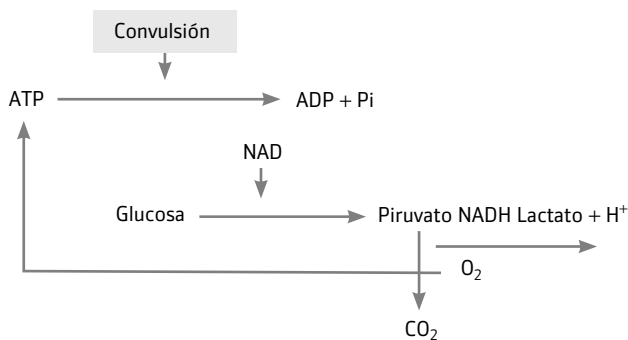 Convulsión
ATP ADP + Pi
NAD
Glucosa Piruvato NADH Lactato + H⁺
O₂
CO₂